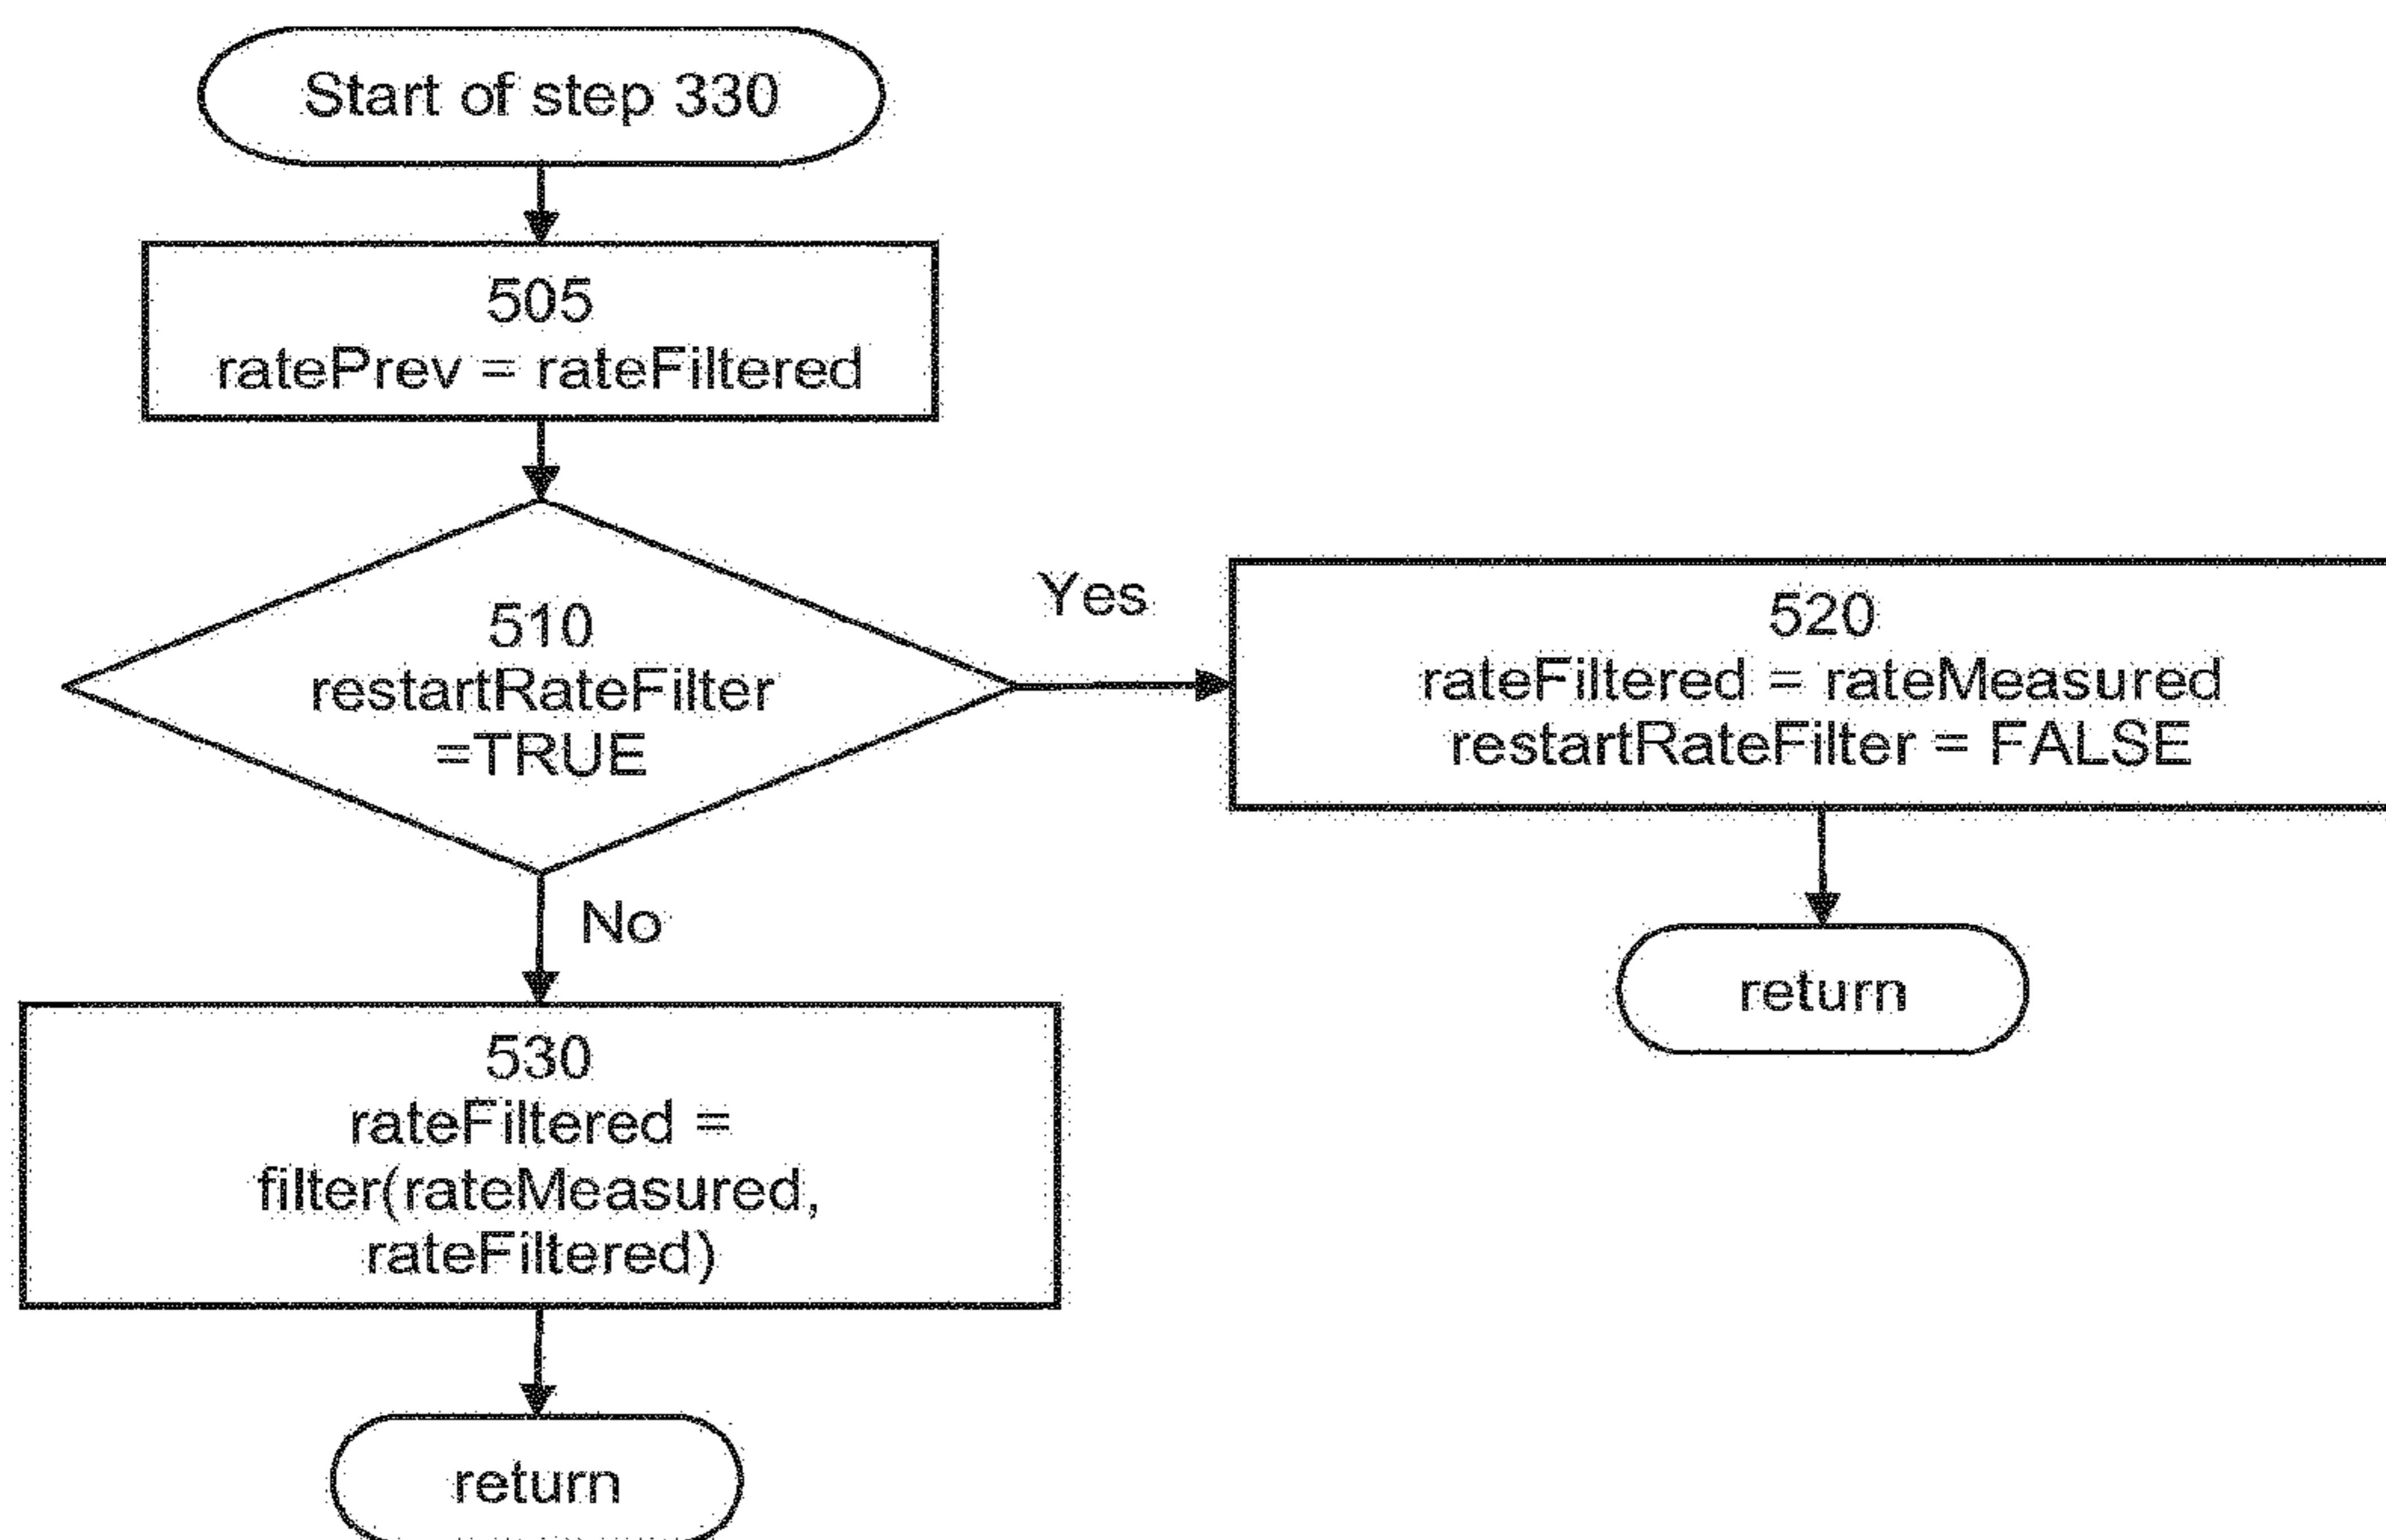 Start of step 330
505
ratePrev = rateFiltered
510
restartRateFilter
=TRUE
Yes
520
rateFiltered = rateMeasured
restartRateFilter = FALSE
return
No
530
rateFiltered =
filter(rateMeasured,
rateFiltered)
return